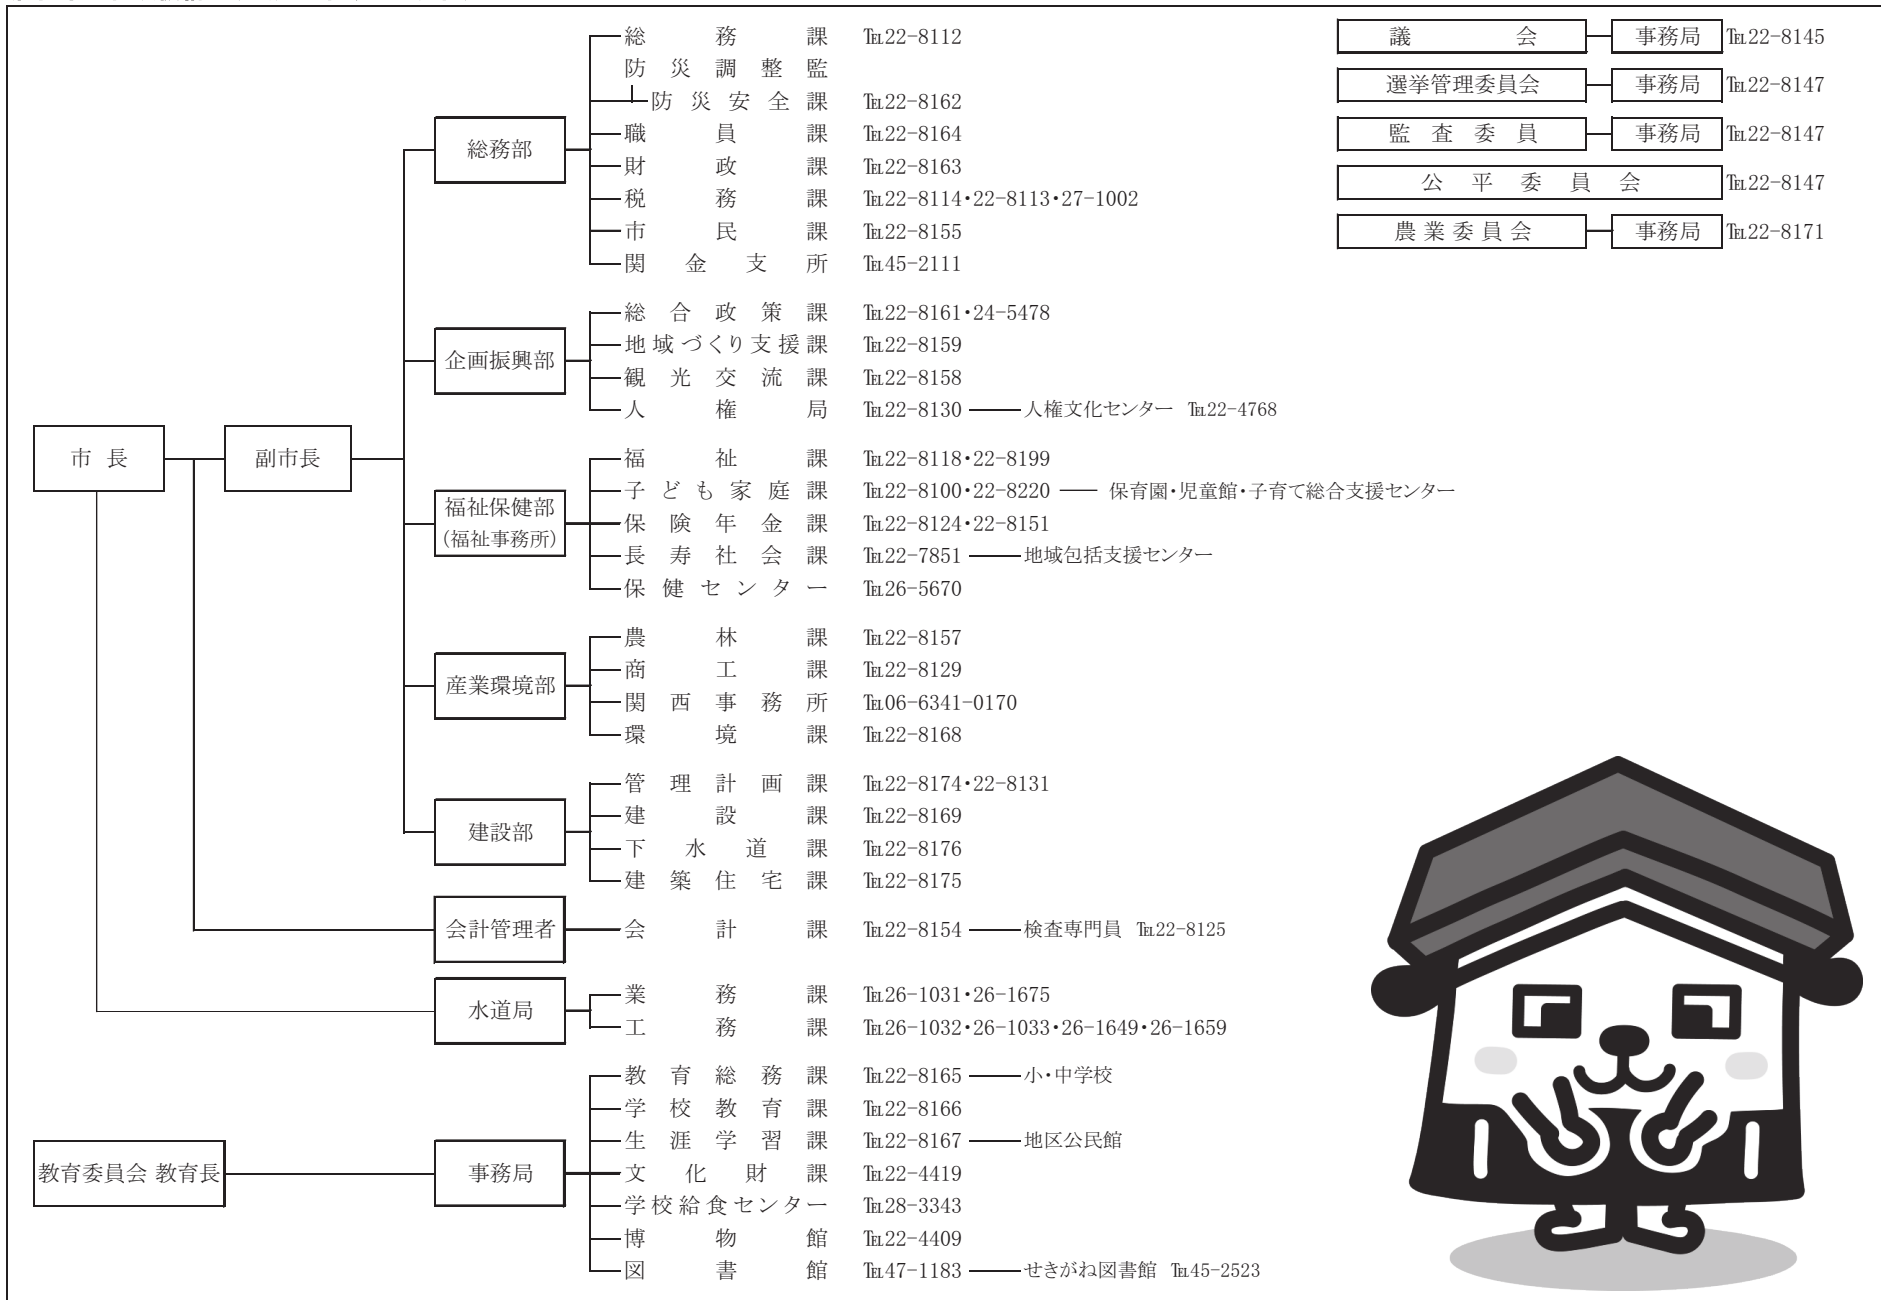 総務課 ℡22-8112
防災調整監
防災安全課 ℡22-8162
職員課 ℡22-8164
財政課 ℡22-8163
税務課 ℡22-8114・22-8113・27-1002
市民課 ℡22-8155
関金支所 ℡45-2111
総務部
総合政策課 ℡22-8161・24-5478
地域づくり支援課 ℡22-8159
観光交流課 ℡22-8158
人権局 ℡22-8130 人権文化センター ℡22-4768
企画振興部
市長
副市長
福祉課 ℡22-8118・22-8199
子ども家庭課 ℡22-8100・22-8220 保育園・児童館・子育て総合支援センター
保険年金課 ℡22-8124・22-8151
長寿社会課 ℡22-7851 地域包括支援センター
保健センター ℡26-5670
福祉保健部
(福祉事務所)
農林課 ℡22-8157
商工課 ℡22-8129
関西事務所 ℡06-6341-0170
環境課 ℡22-8168
産業環境部
管理計画課 ℡22-8174・22-8131
建設課 ℡22-8169
下水道課 ℡22-8176
建築住宅課 ℡22-8175
建設部
会計管理者 会計課 ℡22-8154 検査専門員 ℡22-8125
水道局
業務課 ℡26-1031・26-1675
工務課 ℡26-1032・26-1033・26-1649・26-1659
教育総務課 ℡22-8165 小・中学校
学校教育課 ℡22-8166
生涯学習課 ℡22-8167 地区公民館
教育委員会 教育長 事務局 文化財課 ℡22-4419
学校給食センター ℡28-3343
博物館 ℡22-4409
図書館 ℡47-1183 せきがね図書館 ℡45-2523
議会 事務局 ℡22-8145
選挙管理委員会 事務局 ℡22-8147
監査委員 事務局 ℡22-8147
公平委員会 ℡22-8147
農業委員会 事務局 ℡22-8171